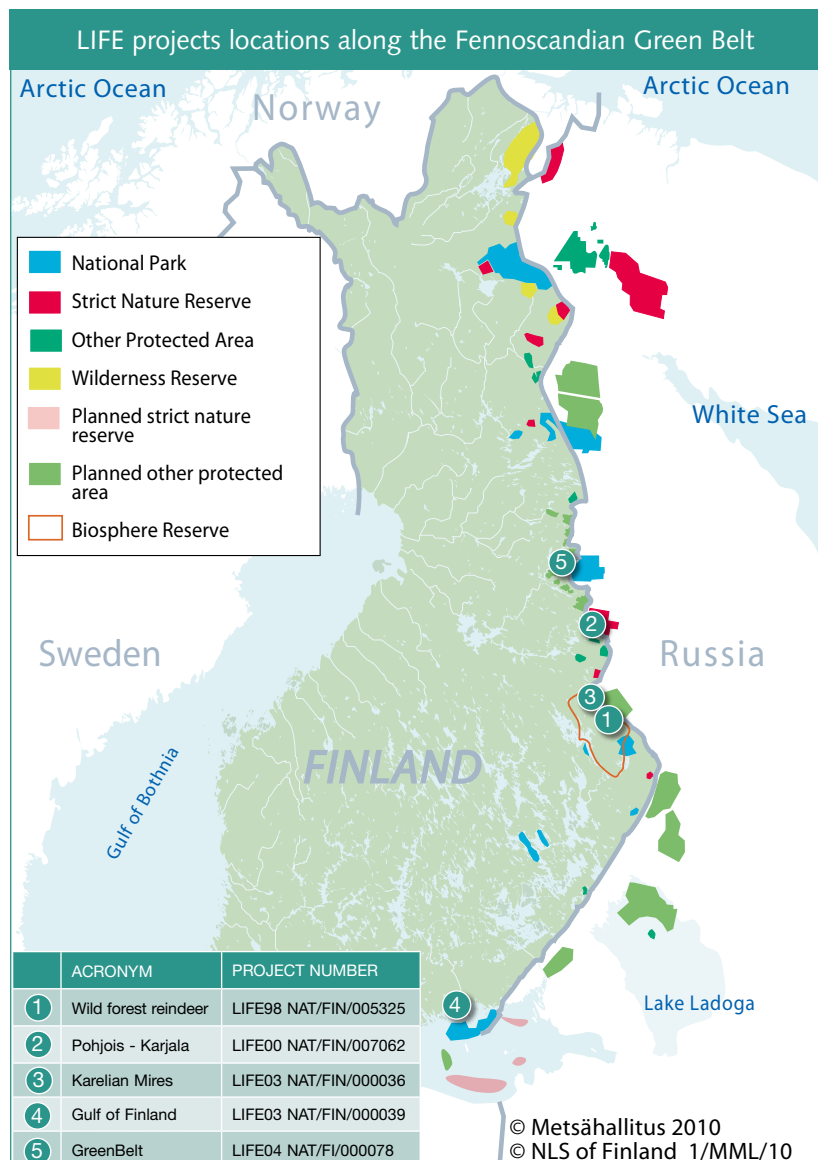 LIFE projects locations along the Fennoscandian Green Belt
Arctic Ocean
Norway
Arctic Ocean
National Park
Strict Nature Reserve
Other Protected Area
Wilderness Reserve
Planned strict nature
reserve
Planned other protected
area
Biosphere Reserve
White Sea
5
2
Sweden
Russia
3
1
FINLAND
Gulf of Bothnia
4
Lake Ladoga
ACRONYM PROJECT NUMBER
1 Wild forest reindeer LIFE98 NAT/FIN/005325
2 Pohjois - Karjala LIFE00 NAT/FIN/007062
3 Karelian Mires LIFE03 NAT/FIN/000036
4 Gulf of Finland LIFE03 NAT/FIN/000039
5 GreenBelt LIFE04 NAT/FI/000078
© Metsähallitus 2010
© NLS of Finland 1/MML/10